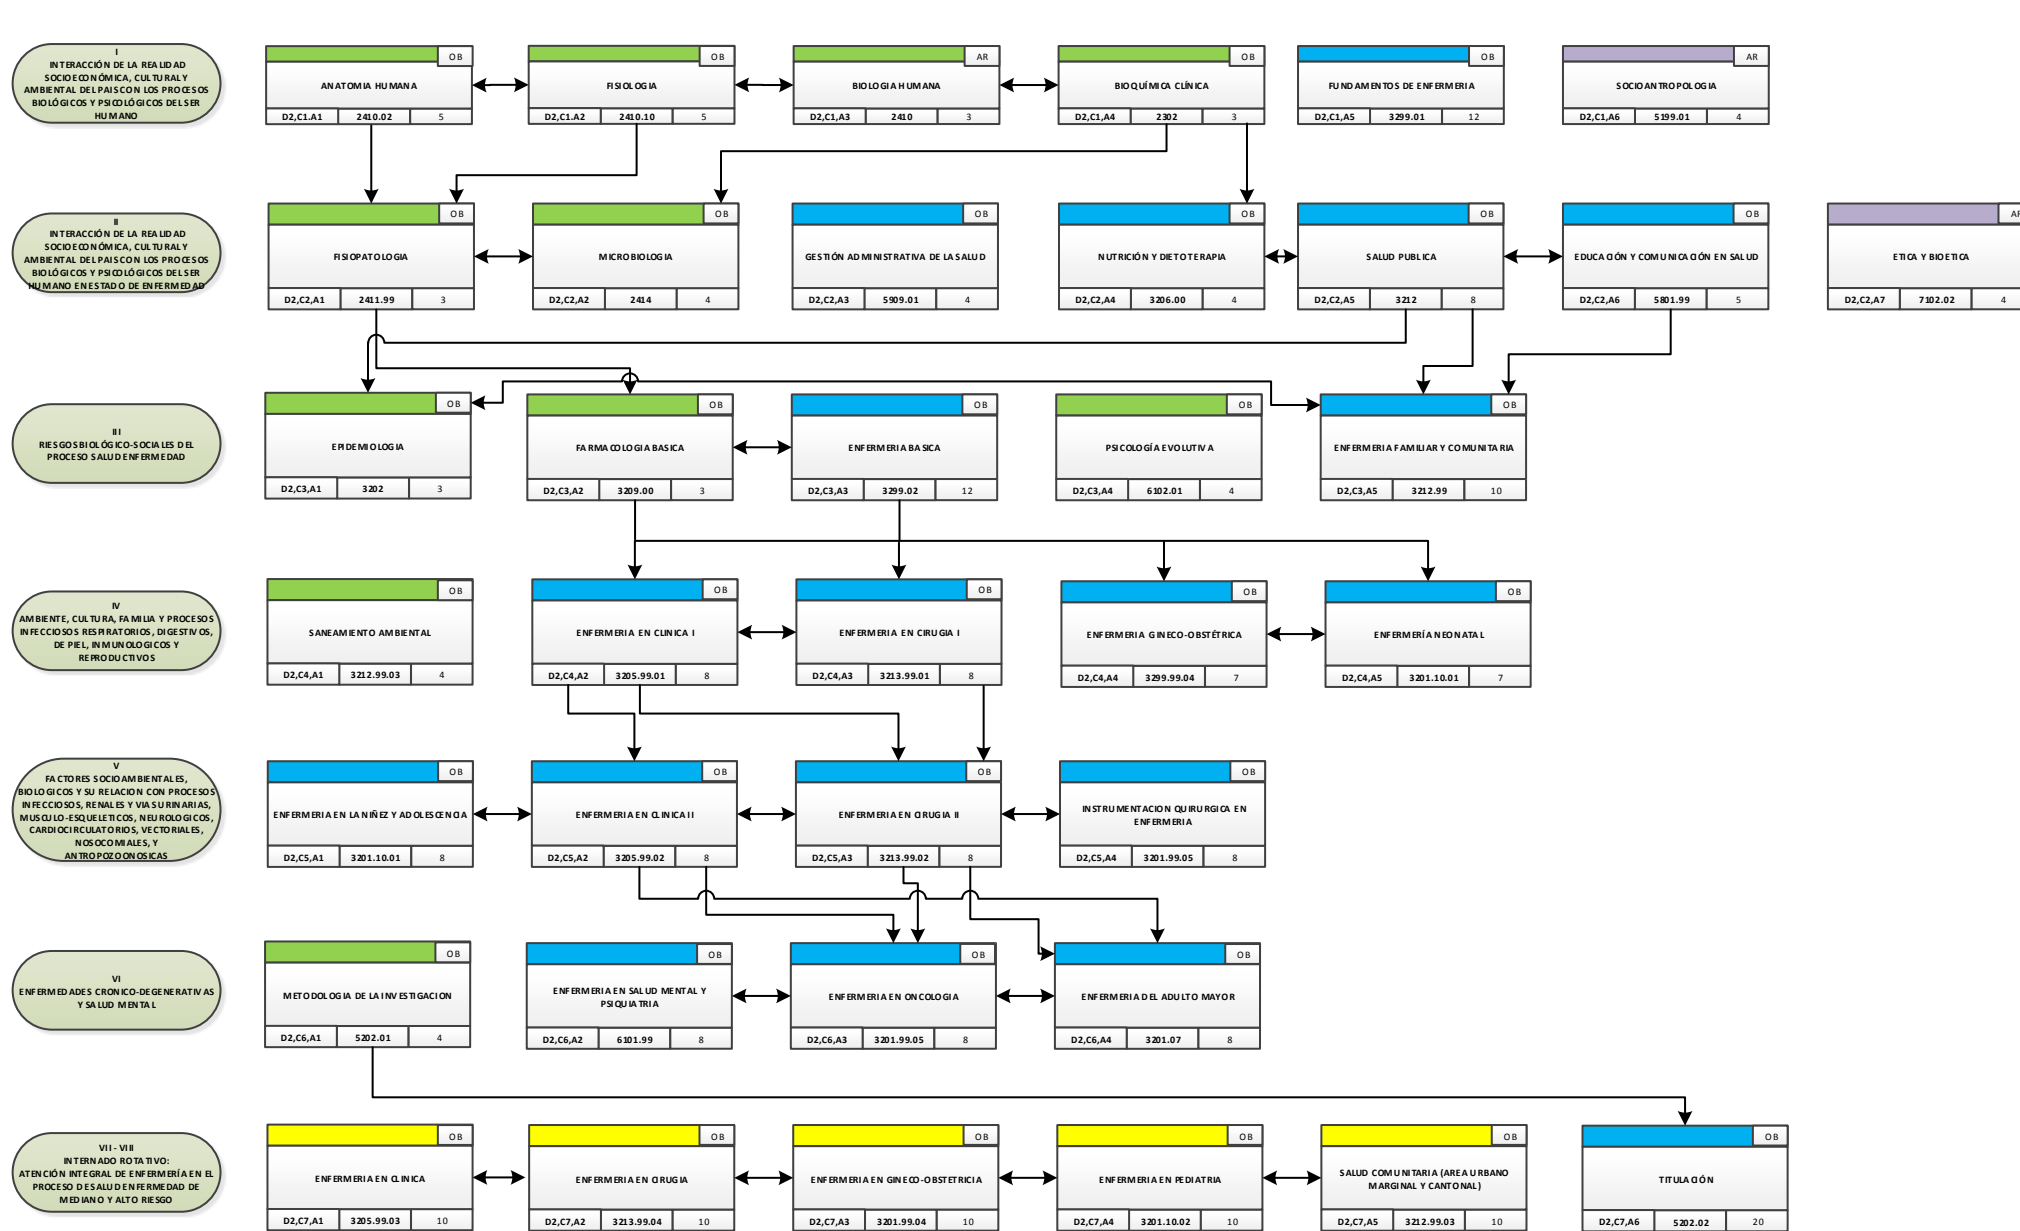 I
INTERACCIÓN DE LA REALIDAD
SOCIOECONÓMICA, CULTURAL Y
AMBIENTAL DEL PAIS CON LOS PROCESOS
BIOLÓGICOS Y PSICOLÓGICOS DEL SER
HUMANO
OB
ANATOMIA HUMANA
D2,C1.A1 2410.02 5
OB
FISIOLOGIA
D2,C1.A2 2410.10 5
AR
BIOLOGIA HUMANA
D2,C1,A3 2410 3
OB
BIOQUÍMICA CLÍNICA
D2,C1,A4 2302 3
OB
FUNDAMENTOS DE ENFERMERIA
D2,C1,A5 3299.01 12
AR
SOCIOANTROPOLOGIA
D2,C1,A6 5199.01 4
II
INTERACCIÓN DE LA REALIDAD
SOCIOECONÓMICA, CULTURAL Y
AMBIENTAL DEL PAIS CON LOS PROCESOS
BIOLÓGICOS Y PSICOLÓGICOS DEL SER
HUMANO EN ESTADO DE ENFERMEDAD
OB
FISIOPATOLOGIA
D2,C2,A1 2411.99 3
OB
MICROBIOLOGIA
D2,C2,A2 2414 4
OB
GESTIÓN ADMINISTRATIVA DE LA SALUD
D2,C2,A3 5909.01 4
OB
NUTRICIÓN Y DIETOTERAPIA
D2,C2,A4 3206.00 4
OB
SALUD PUBLICA
D2,C2,A5 3212 8
OB
EDUCACIÓN Y COMUNICACIÓN EN SALUD
D2,C2,A6 5801.99 5
AR
ETICA Y BIOETICA
D2,C2,A7 7102.02 4
III
RIESGOS BIOLÓGICO-SOCIALES DEL
PROCESO SALUD ENFERMEDAD
OB
EPIDEMIOLOGIA
D2,C3,A1 3202 3
OB
FARMACOLOGIA BASICA
D2,C3,A2 3209.00 3
OB
ENFERMERIA BASICA
D2,C3,A3 3299.02 12
OB
PSICOLOGÍA EVOLUTIVA
D2,C3,A4 6102.01 4
OB
ENFERMERIA FAMILIAR Y COMUNITARIA
D2,C3,A5 3212.99 10
IV
AMBIENTE, CULTURA, FAMILIA Y PROCESOS
INFECCIOSOS RESPIRATORIOS, DIGESTIVOS,
DE PIEL, INMUNOLOGICOS Y
REPRODUCTIVOS
OB
SANEAMIENTO AMBIENTAL
D2,C4,A1 3212.99.03 4
OB
ENFERMERIA EN CLINICA I
D2,C4,A2 3205.99.01 8
OB
ENFERMERIA EN CIRUGIA I
D2,C4,A3 3213.99.01 8
OB
ENFERMERIA GINECO-OBSTÉTRICA
D2,C4,A4 3299.99.04 7
OB
ENFERMERÍA NEONATAL
D2,C4,A5 3201.10.01 7
V
FACTORES SOCIOAMBIENTALES,
BIOLOGICOS Y SU RELACION CON PROCESOS
INFECCIOSOS, RENALES Y VIAS URINARIAS,
MUSCULO-ESQUELETICOS, NEUROLOGICOS,
CARDIOCIRCULATORIOS, VECTORIALES,
NOSOCOMIALES, Y
ANTROPOZOONOSICAS
OB
ENFERMERIA EN LA NIÑEZ Y ADOLESCENCIA
D2,C5,A1 3201.10.01 8
OB
ENFERMERIA EN CLINICA II
D2,C5,A2 3205.99.02 8
OB
ENFERMERIA EN CIRUGIA II
D2,C5,A3 3213.99.02 8
OB
INSTRUMENTACION QUIRURGICA EN
ENFERMERIA
D2,C5,A4 3201.99.05 8
VI
ENFERMEDADES CRONICO-DEGENERATIVAS
Y SALUD MENTAL
OB
METODOLOGIA DE LA INVESTIGACION
D2,C6,A1 5202.01 4
OB
ENFERMERIA EN SALUD MENTAL Y
PSIQUIATRIA
D2,C6,A2 6101.99 8
OB
ENFERMERIA EN ONCOLOGIA
D2,C6,A3 3201.99.05 8
OB
ENFERMERIA DEL ADULTO MAYOR
D2,C6,A4 3201.07 8
VII - VIII
INTERNADO ROTATIVO:
ATENCIÓN INTEGRAL DE ENFERMERÍA EN EL
PROCESO DE SALUD ENFERMEDAD DE
MEDIANO Y ALTO RIESGO
OB
ENFERMERIA EN CLINICA
D2,C7,A1 3205.99.03 10
OB
ENFERMERIA EN CIRUGIA
D2,C7,A2 3213.99.04 10
OB
ENFERMERIA EN GINECO-OBSTETRICIA
D2,C7,A3 3201.99.04 10
OB
ENFERMERIA EN PEDIATRIA
D2,C7,A4 3201.10.02 10
OB
SALUD COMUNITARIA (AREA URBANO
MARGINAL Y CANTONAL)
D2,C7,A5 3212.99.03 10
OB
TITULACIÓN
D2,C7,A6 5202.02 20